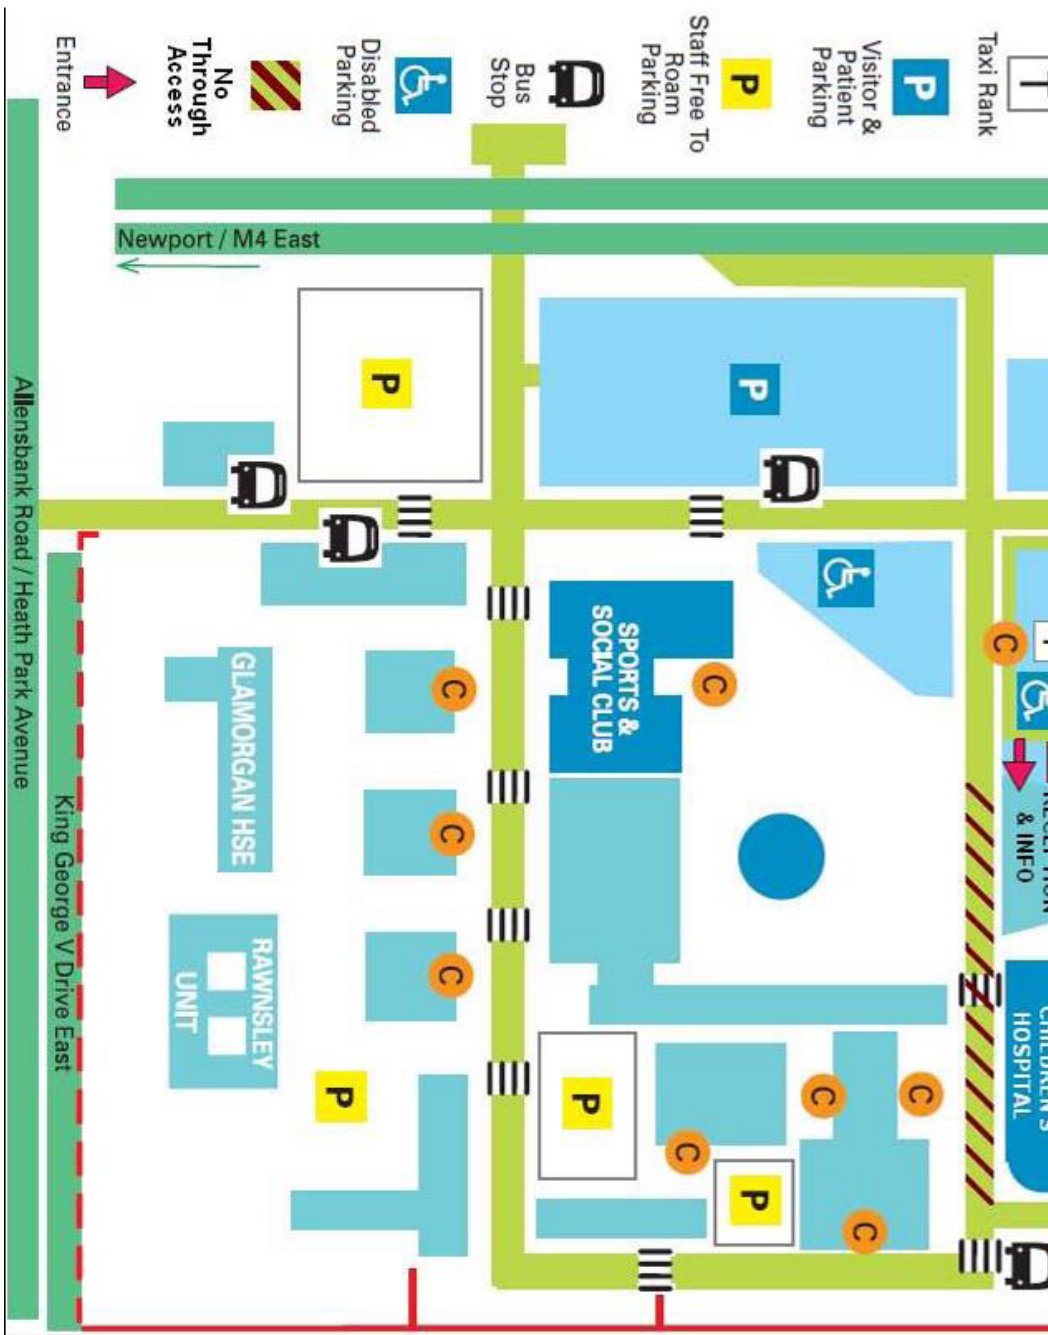 Taxi Rank
T
Visitor &
Patient
Parking
P
Staff Free To
Roam
Parking
P
Bus
Stop
Disabled
Parking
No
Through
Access
Entrance
Newport / M4 East
P
P
Allensbank Road / Heath Park Avenue
King George V Drive East
SPORTS &
SOCIAL CLUB
GLAMORGAN HSE
RAWNSLEY
UNIT
C
C
C
C
C
& INFO
HOSPITAL
P
P
P
C
C
C
C